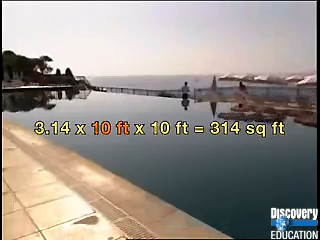 3.14 x 10 ft x 10 ft = 314 sq ft
Discovery
EDUCATION